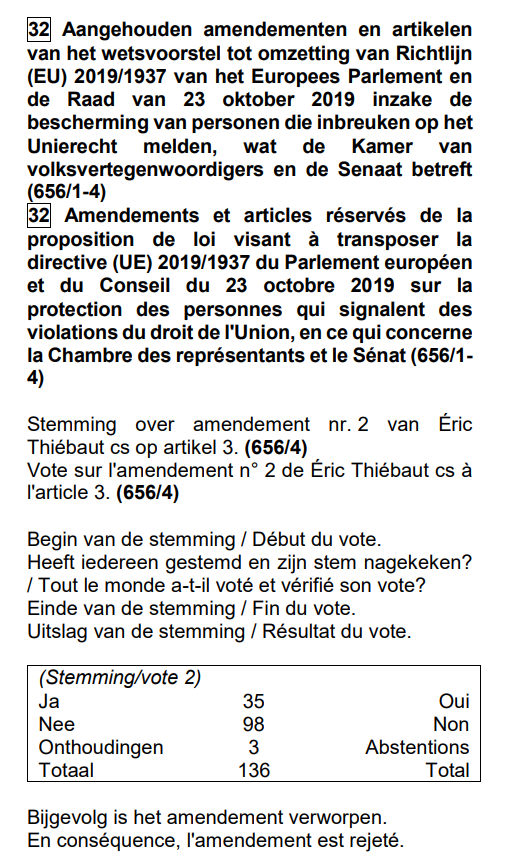 32 Aangehouden amendementen en artikelen
van het wetsvoorstel tot omzetting van Richtlijn
(EU) 2019/1937 van het Europees Parlement en
de Raad van 23 oktober 2019 inzake de
bescherming van personen die inbreuken op het
Unierecht melden, wat de Kamer van
volksvertegenwoordigers en de Senaat betreft
(656/1-4)
32 Amendements et articles réservés de la
proposition de loi visant à transposer la
directive (UE) 2019/1937 du Parlement européen
et du Conseil du 23 octobre 2019 sur la
protection des personnes qui signalent des
violations du droit de l'Union, en ce qui concerne
la Chambre des représentants et le Sénat (656/1-
4)
Stemming over amendement nr. 2 van Éric
Thiébaut cs op artikel 3. (656/4)
Vote sur l'amendement n° 2 de Éric Thiébaut cs à
l'article 3. (656/4)
Begin van de stemming / Début du vote.
Heeft iedereen gestemd en zijn stem nagekeken?
/ Tout le monde a-t-il voté et vérifié son vote?
Einde van de stemming / Fin du vote.
Uitslag van de stemming / Résultat du vote.
(Stemming/vote 2)
Ja 35 Oui
Nee 98 Non
Onthoudingen 3 Abstentions
Totaal 136 Total
Bijgevolg is het amendement verworpen.
En conséquence, l'amendement est rejeté.